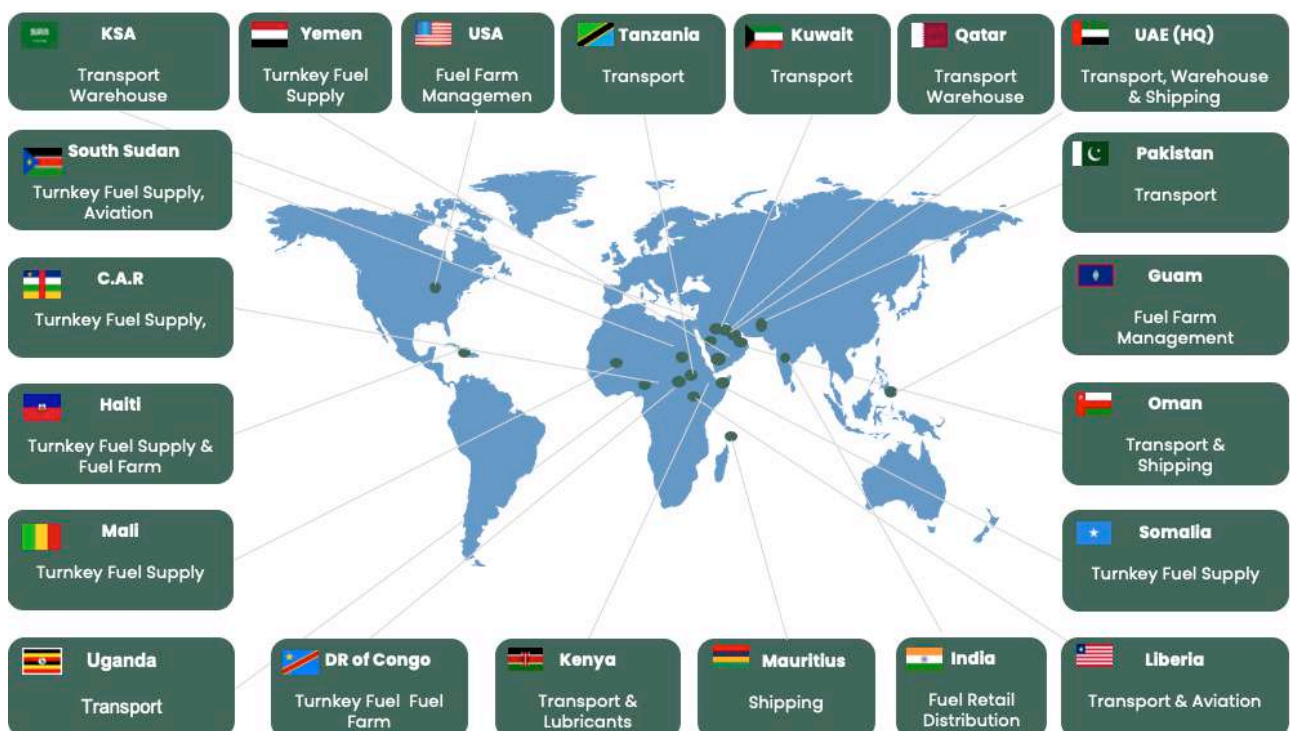 KSA
Transport
Warehouse
Yemen
Turnkey Fuel
Supply
USA
Fuel Farm
Managemen
Tanzania
Transport
Kuwait
Transport
Qatar
Transport
Warehouse
UAE (HQ)
Transport, Warehouse
& Shipping
South Sudan
Turnkey Fuel Supply,
Aviation
Pakistan
Transport
C.A.R
Turnkey Fuel Supply,
Guam
Fuel Farm
Management
Haiti
Turnkey Fuel Supply &
Fuel Farm
Oman
Transport &
Shipping
Mali
Turnkey Fuel Supply
Somalia
Turnkey Fuel Supply
Uganda
Transport
DR of Congo
Turnkey Fuel Fuel
Farm
Kenya
Transport &
Lubricants
Mauritius
Shipping
India
Fuel Retail
Distribution
Liberia
Transport & Aviation